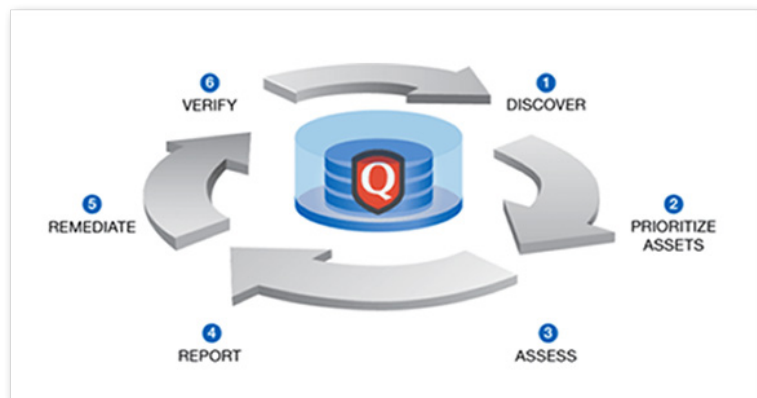 1
DISCOVER
2
PRIORITIZE
ASSETS
3
ASSESS
4
REPORT
5
REMEDIATE
6
VERIFY
Q